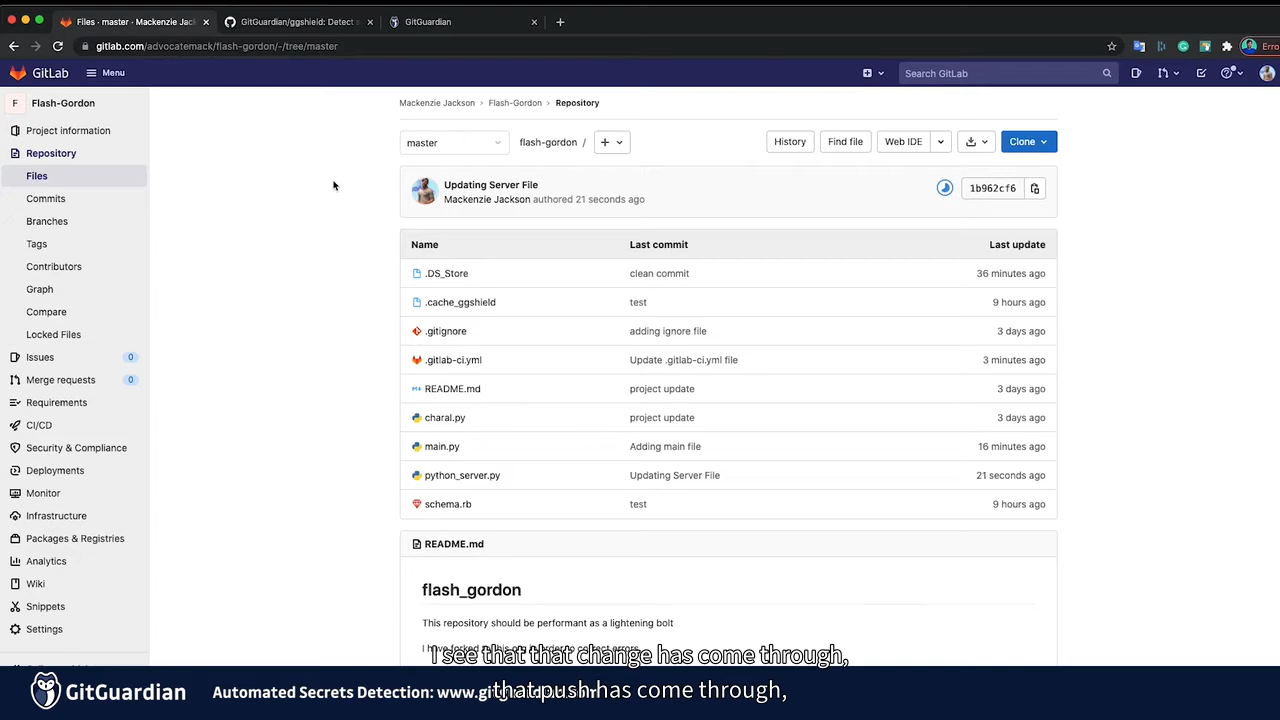 Files · master · Mackenzie Jack
GitGuardian/ggshield: Detect s
GitGuardian
gitlab.com/advocatemack/flash-gordon/-/tree/master
Erro
GitLab
Menu
Search GitLab
F Flash-Gordon
Project information
Repository
Files
Commits
Branches
Tags
Contributors
Graph
Compare
Locked Files
Issues 0
Merge requests 0
Requirements
CI/CD
Security & Compliance
Deployments
Monitor
Infrastructure
Packages & Registries
Analytics
Wiki
Snippets
Settings
Mackenzie Jackson › Flash-Gordon › Repository
master
flash-gordon /
History
Find file
Web IDE
Clone
Updating Server File
Mackenzie Jackson authored 21 seconds ago
1b962cf6
Name Last commit Last update
.DS_Store clean commit 36 minutes ago
.cache_ggshield test 9 hours ago
.gitignore adding ignore file 3 days ago
.gitlab-ci.yml Update .gitlab-ci.yml file 3 minutes ago
README.md project update 3 days ago
charal.py project update 3 days ago
main.py Adding main file 16 minutes ago
python_server.py Updating Server File 21 seconds ago
schema.rb test 9 hours ago
README.md
flash_gordon
This repository should be performant as a lightening bolt
I see that that change has come through,
that push has come through,
GitGuardian
Automated Secrets Detection: